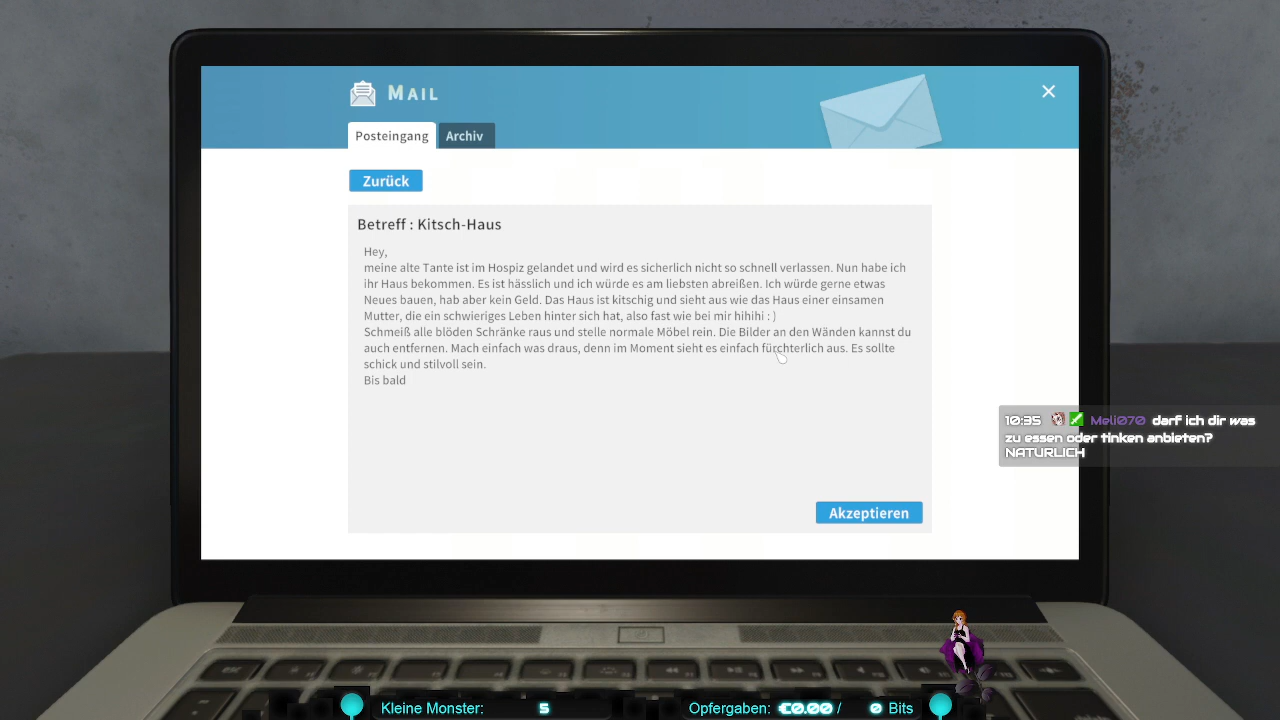 MAIL
Posteingang
Archiv
Zurück
Betreff : Kitsch-Haus
Hey,
meine alte Tante ist im Hospiz gelandet und wird es sicherlich nicht so schnell verlassen. Nun habe ich
ihr Haus bekommen. Es ist hässlich und ich würde es am liebsten abreißen. Ich würde gerne etwas
Neues bauen, hab aber kein Geld. Das Haus ist kitschig und sieht aus wie das Haus einer einsamen
Mutter, die ein schwieriges Leben hinter sich hat, also fast wie bei mir hihihi : )
Schmeiß alle blöden Schränke raus und stelle normale Möbel rein. Die Bilder an den Wänden kannst du
auch entfernen. Mach einfach was draus, denn im Moment sieht es einfach fürchterlich aus. Es sollte
schick und stilvoll sein.
Bis bald
Akzeptieren
10:35 Meli070 darf ich dir was
zu essen oder tinken anbieten?
NATÜRLICH
esc
Kleine Monster: 5
Opfergaben: €0.00 / 0 Bits